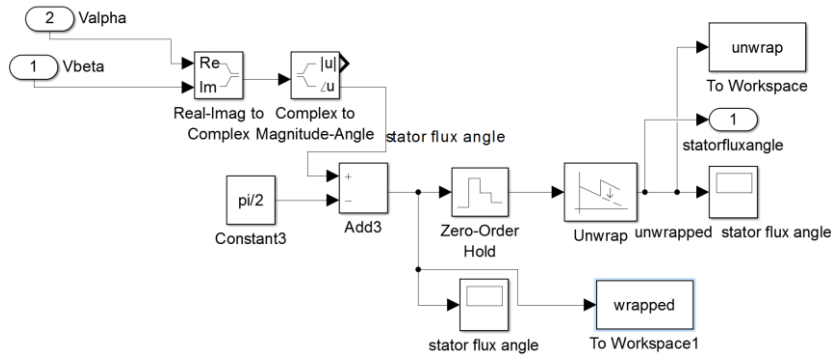 2 Valpha
1 Vbeta
Re
Im
Real-Imag to
Complex
|u|
∠u
Complex to
Magnitude-Angle
stator flux angle
unwrap
To Workspace
1
statorfluxangle
pi/2
Constant3
+
−
Add3
Zero-Order
Hold
Unwrap
unwrapped
stator flux angle
stator flux angle
wrapped
To Workspace1